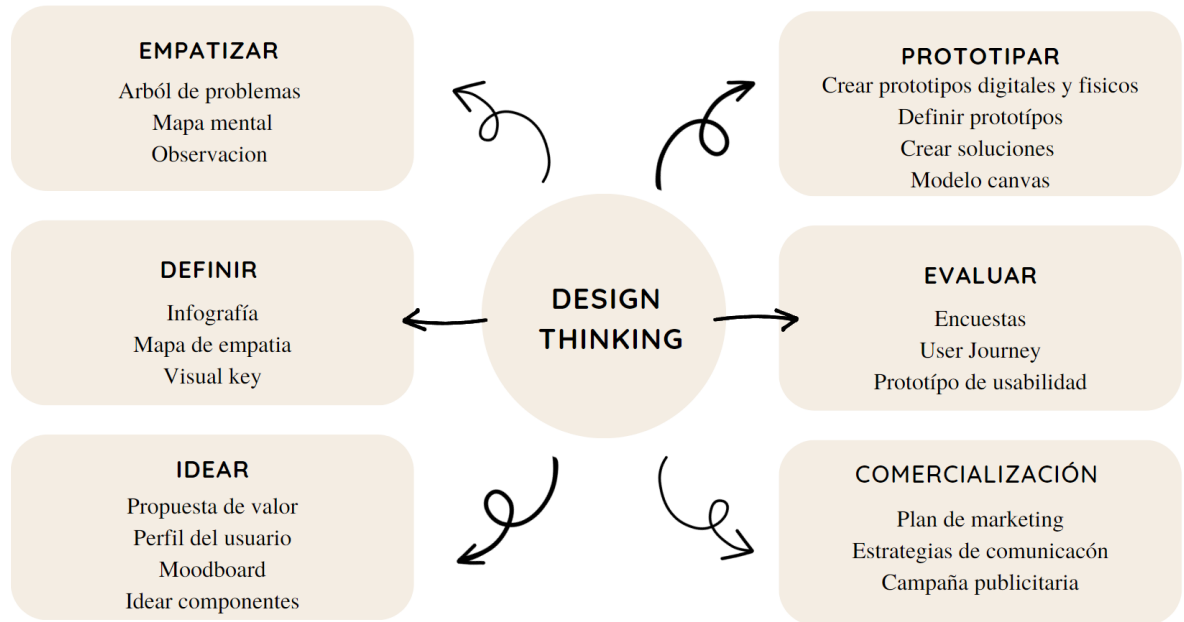 EMPATIZAR
Arból de problemas
Mapa mental
Observacion
DEFINIR
Infografía
Mapa de empatia
Visual key
IDEAR
Propuesta de valor
Perfil del usuario
Moodboard
Idear componentes
DESIGN
THINKING
PROTOTIPAR
Crear prototipos digitales y fisicos
Definir prototípos
Crear soluciones
Modelo canvas
EVALUAR
Encuestas
User Journey
Prototípo de usabilidad
COMERCIALIZACIÓN
Plan de marketing
Estrategias de comunicacón
Campaña publicitaria